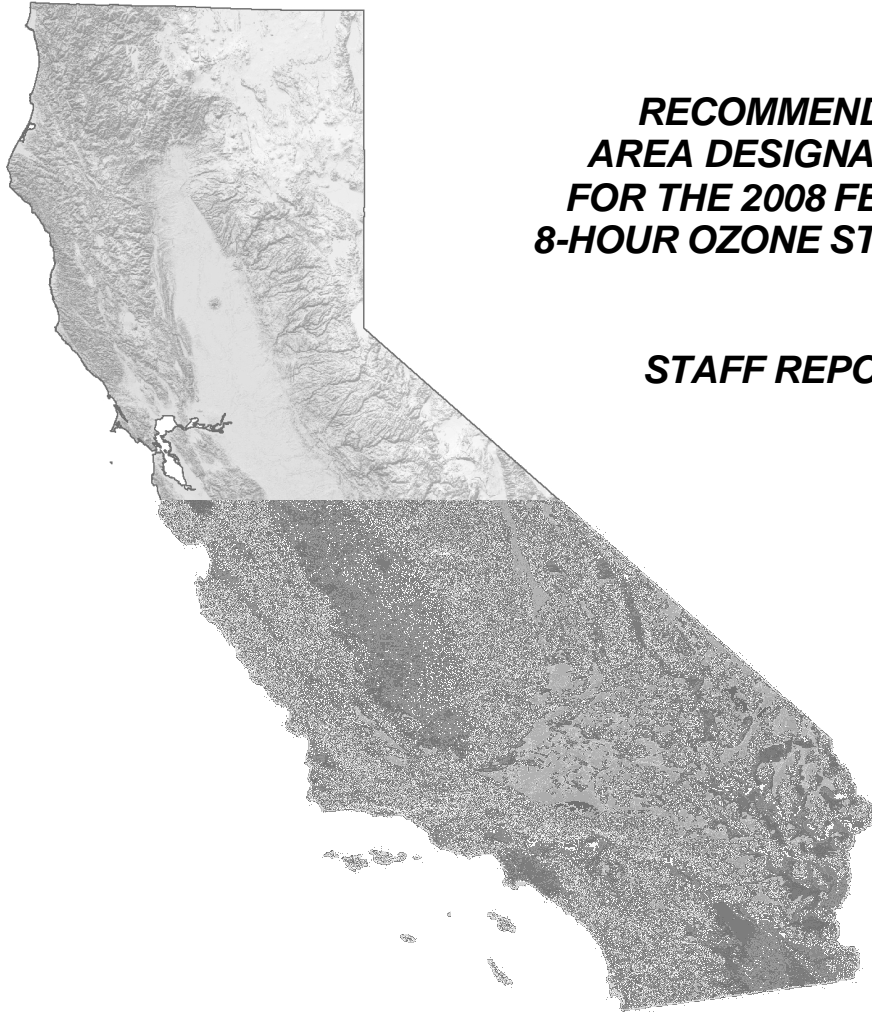 RECOMMEND
AREA DESIGNA
FOR THE 2008 FE
8-HOUR OZONE ST
STAFF REPO